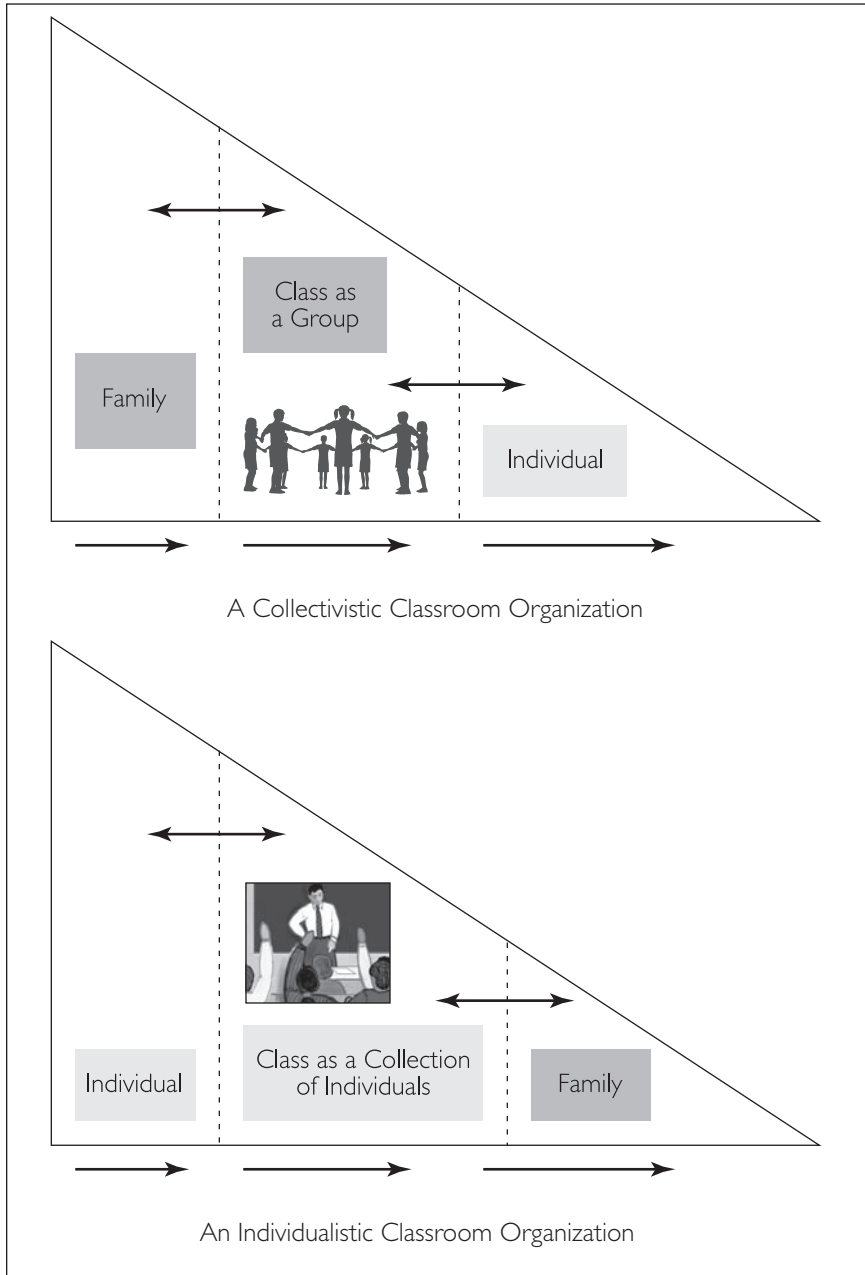 Class as
a Group
Family
Individual
A Collectivistic Classroom Organization
Individual
Class as a Collection
of Individuals
Family
An Individualistic Classroom Organization